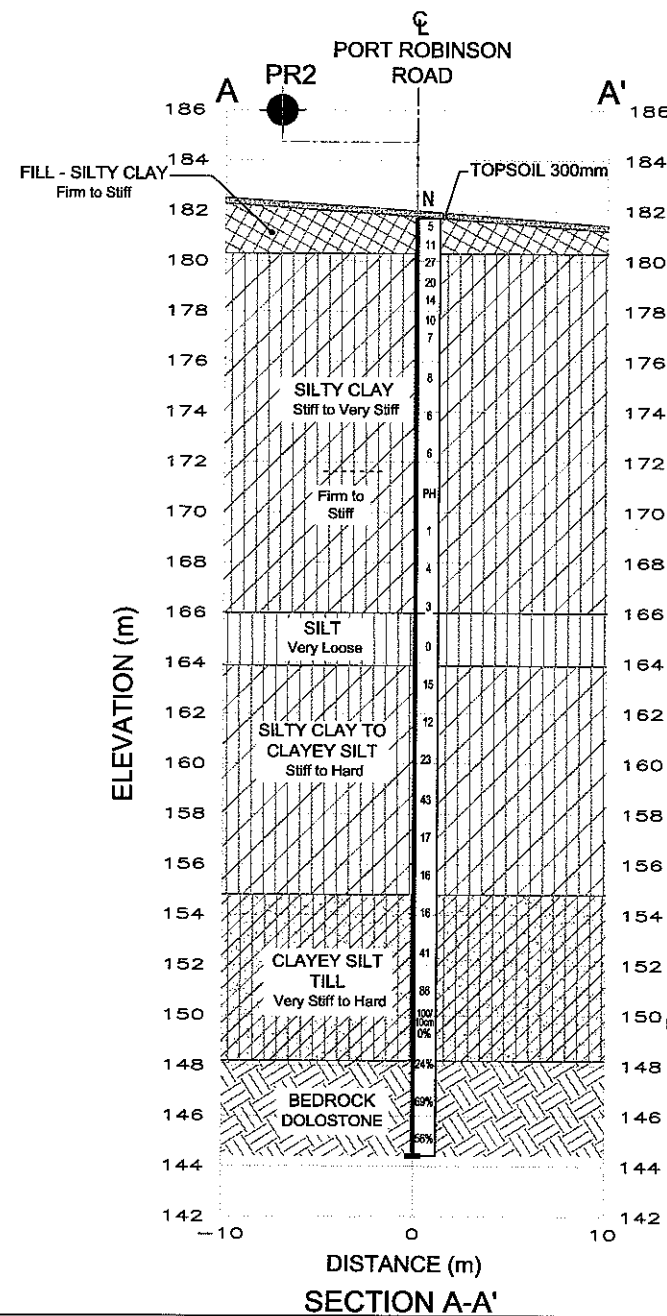 ℄
PORT ROBINSON
ROAD
A
PR2
A'
186
186
184
184
FILL - SILTY CLAY
Firm to Stiff
TOPSOIL 300mm
N
182
182
5
11
180
180
27
20
178
14
178
10
7
176
176
8
SILTY CLAY
Stiff to Very Stiff
174
6
174
172
6
172
Firm to
Stiff
PH
170
170
1
168
4
168
166
3
166
SILT
Very Loose
0
164
164
15
162
162
SILTY CLAY TO
CLAYEY SILT
Stiff to Hard
12
160
23
160
158
43
158
17
156
16
156
154
16
154
CLAYEY SILT
TILL
Very Stiff to Hard
152
41
152
86
150
100/
10cm
0%
150
148
24%
148
BEDROCK
DOLOSTONE
69%
146
146
56%
144
144
142
142
ELEVATION (m)
-10
0
10
DISTANCE (m)
SECTION A-A'